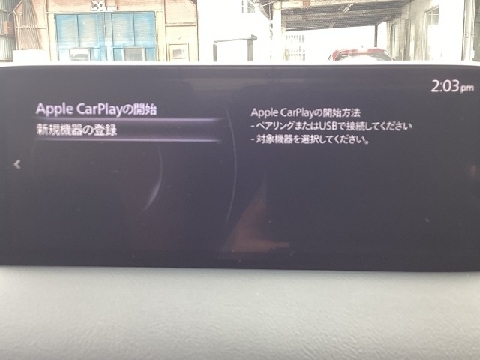 2:03pm
Apple CarPlayの開始
新規機器の登録
Apple CarPlayの開始方法
-ペアリングまたはUSBで接続してください
-対象機器を選択してください。